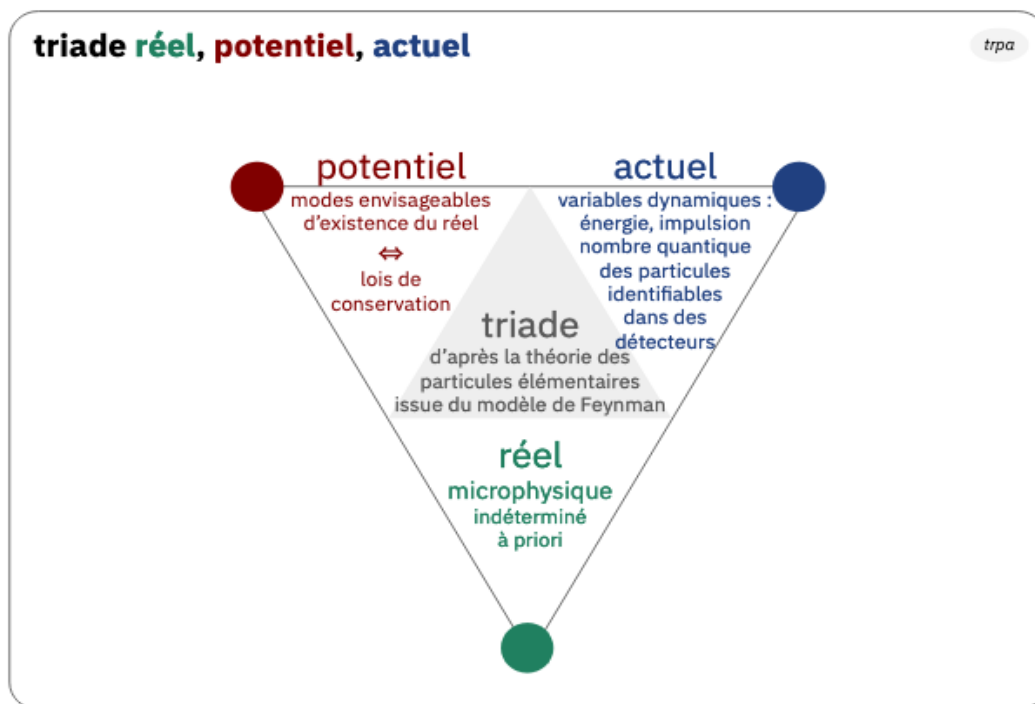 triade réel, potentiel, actuel
trpa
potentiel
modes envisageables
d'existence du réel
⇔
lois de
conservation
actuel
variables dynamiques :
énergie, impulsion
nombre quantique
des particules
identifiables
dans des
détecteurs
triade
d'après la théorie des
particules élémentaires
issue du modèle de Feynman
réel
microphysique
indéterminé
à priori